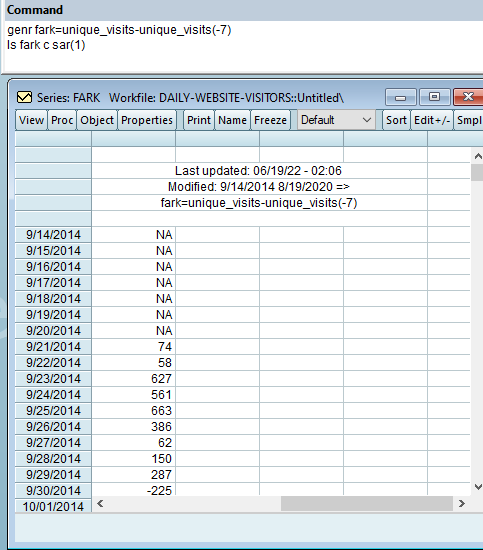 Command
genr fark=unique_visits-unique_visits(-7)
ls fark c sar(1)
Series: FARK Workfile: DAILY-WEBSITE-VISITORS::Untitled\
View Proc Object Properties Print Name Freeze Default Sort Edit+/- Smpl
Last updated: 06/19/22 - 02:06
Modified: 9/14/2014 8/19/2020 =>
fark=unique_visits-unique_visits(-7)
9/14/2014 NA
9/15/2014 NA
9/16/2014 NA
9/17/2014 NA
9/18/2014 NA
9/19/2014 NA
9/20/2014 NA
9/21/2014 74
9/22/2014 58
9/23/2014 627
9/24/2014 561
9/25/2014 663
9/26/2014 386
9/27/2014 62
9/28/2014 150
9/29/2014 287
9/30/2014 -225
10/01/2014